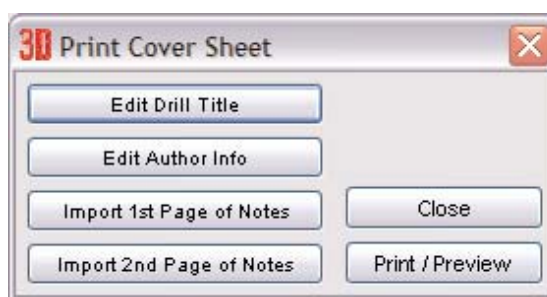 3D Print Cover Sheet
Edit Drill Title
Edit Author Info
Import 1st Page of Notes
Close
Import 2nd Page of Notes
Print / Preview